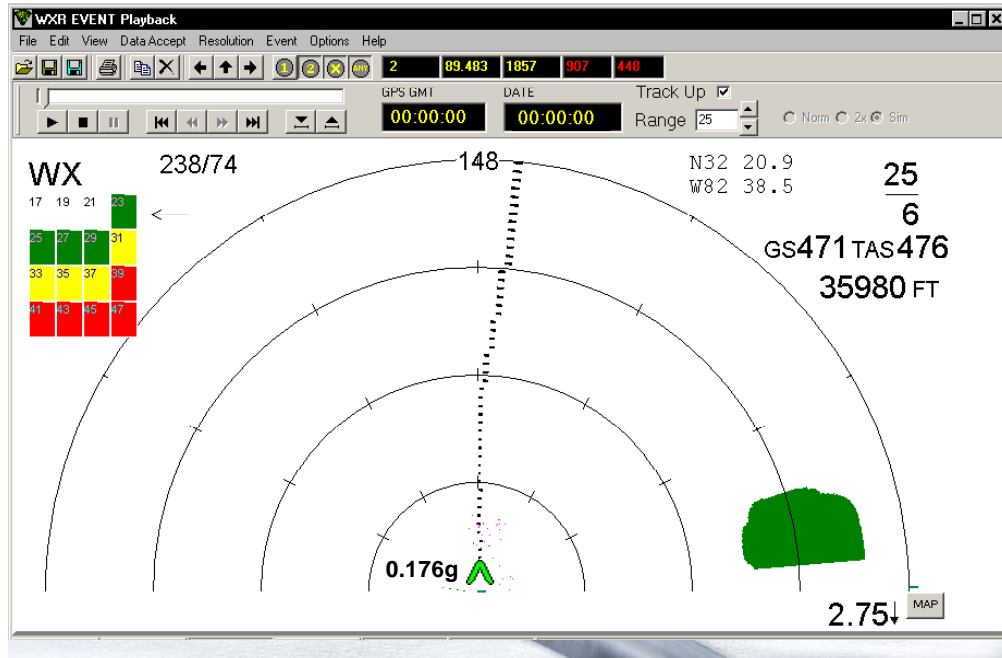 WXR EVENT Playback
File Edit View Data Accept Resolution Event Options Help
1 2 X ANY 2 89.483 1857 907 448
GPS GMT DATE Track Up
00:00:00 00:00:00 Range 25 Norm 2x Sim
WX 238/74 148 N32 20.9 25
W82 38.5 6
17 19 21 23
GS471 TAS476
25 27 29 31
35980 FT
33 35 37 39
41 43 45 47
0.176g
2.75↓ MAP